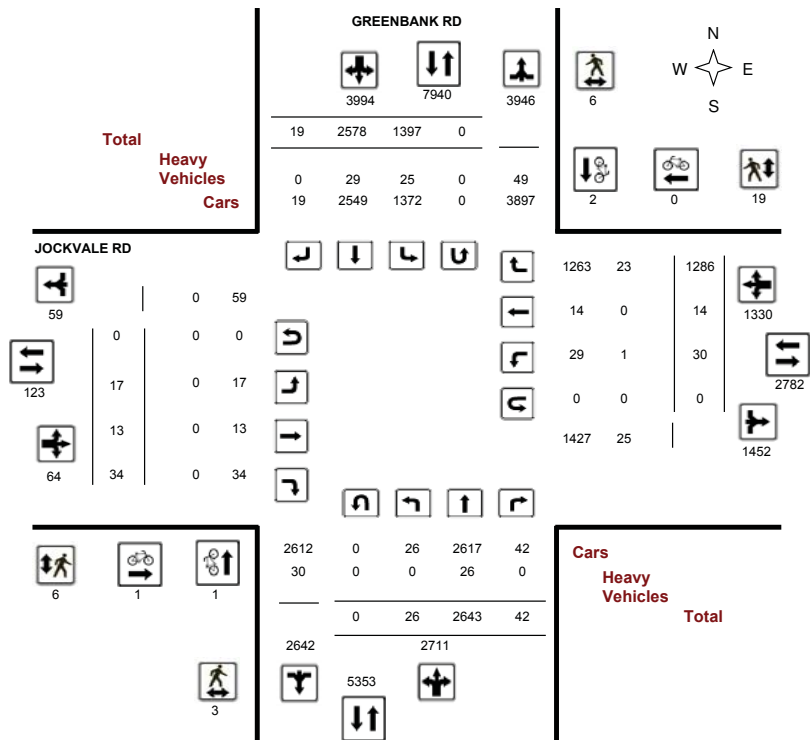 GREENBANK RD
N
W E
S
3994 7940 3946 6
Total 19 2578 1397 0
Heavy
Vehicles 0 29 25 0 49
Cars 19 2549 1372 0 3897
2 0 19
JOCKVALE RD
59 0 59
1263 23 1286 1330
0 0 0
14 0 14
123 17 0 17
29 1 30 2782
13 0 13
0 0 0
64 34 0 34
1427 25 1452
2612 0 26 2617 42
30 0 0 26 0
0 26 2643 42
2642 2711
5353
6 1 1
3
Cars
Heavy
Vehicles
Total